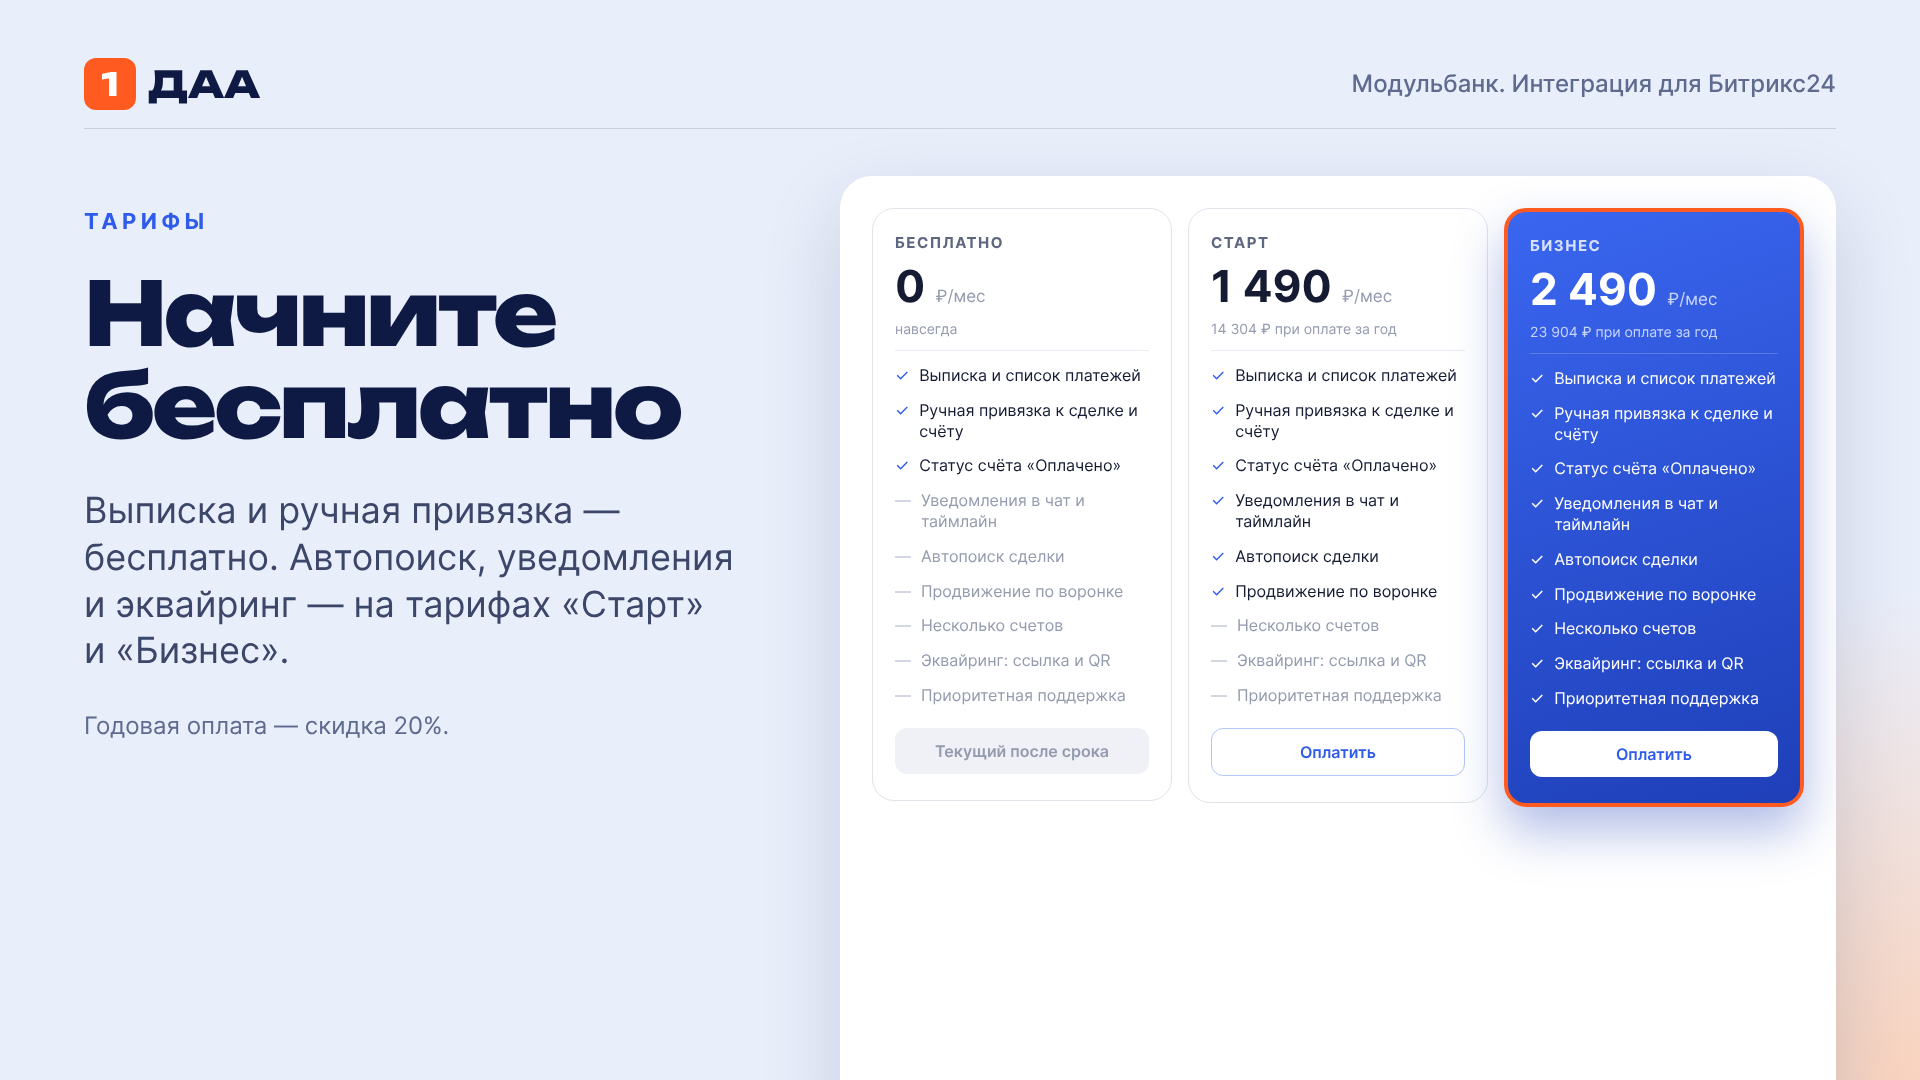 1 ДАА
Модульбанк. Интеграция для Битрикс24
ТАРИФЫ
Начните
бесплатно
Выписка и ручная привязка —
бесплатно. Автопоиск, уведомления
и эквайринг — на тарифах «Старт»
и «Бизнес».
Годовая оплата — скидка 20%.
БЕСПЛАТНО
0 ₽/мес
навсегда
Выписка и список платежей
Ручная привязка к сделке и
счёту
Статус счёта «Оплачено»
— Уведомления в чат и
таймлайн
— Автопоиск сделки
— Продвижение по воронке
— Несколько счетов
— Эквайринг: ссылка и QR
— Приоритетная поддержка
Текущий после срока
СТАРТ
1 490 ₽/мес
14 304 ₽ при оплате за год
Выписка и список платежей
Ручная привязка к сделке и
счёту
Статус счёта «Оплачено»
Уведомления в чат и
таймлайн
Автопоиск сделки
Продвижение по воронке
— Несколько счетов
— Эквайринг: ссылка и QR
— Приоритетная поддержка
Оплатить
БИЗНЕС
2 490 ₽/мес
23 904 ₽ при оплате за год
Выписка и список платежей
Ручная привязка к сделке и
счёту
Статус счёта «Оплачено»
Уведомления в чат и
таймлайн
Автопоиск сделки
Продвижение по воронке
Несколько счетов
Эквайринг: ссылка и QR
Приоритетная поддержка
Оплатить